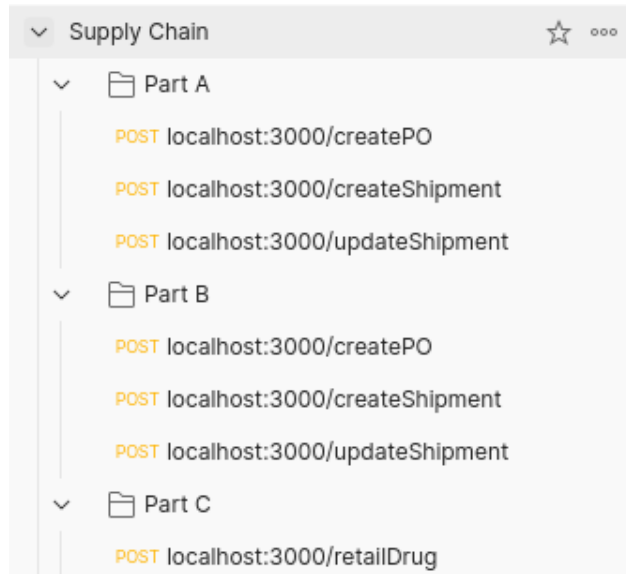 Supply Chain
Part A
POST localhost:3000/createPO
POST localhost:3000/createShipment
POST localhost:3000/updateShipment
Part B
POST localhost:3000/createPO
POST localhost:3000/createShipment
POST localhost:3000/updateShipment
Part C
POST localhost:3000/retailDrug